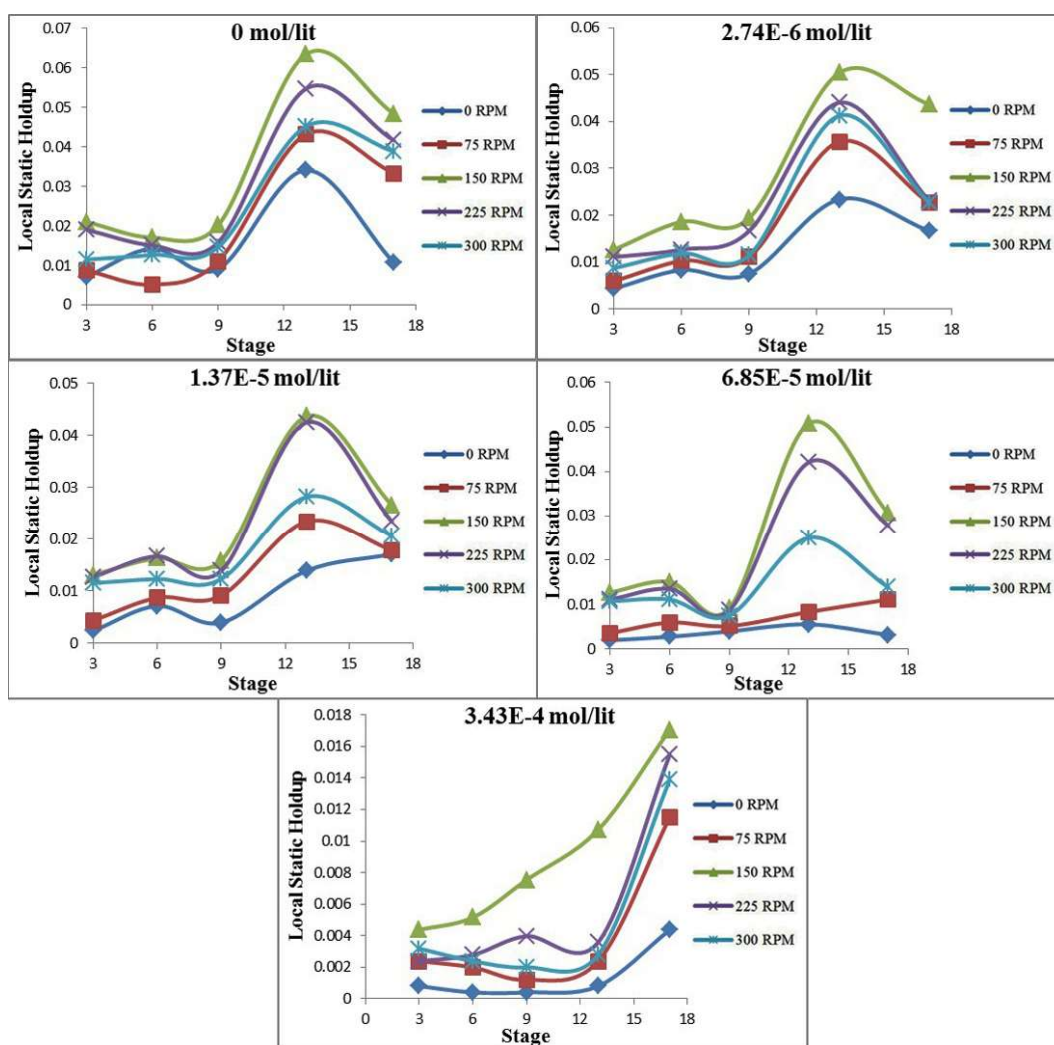 0 mol/lit
Local Static Holdup
0.07
0.06
0.05
0.04
0.03
0.02
0.01
0
3 6 9 12 15 18
Stage
0 RPM
75 RPM
150 RPM
225 RPM
300 RPM
2.74E-6 mol/lit
Local Static Holdup
0.06
0.05
0.04
0.03
0.02
0.01
0
3 6 9 12 15 18
Stage
0 RPM
75 RPM
150 RPM
225 RPM
300 RPM
1.37E-5 mol/lit
Local Static Holdup
0.05
0.04
0.03
0.02
0.01
0
3 6 9 12 15 18
Stage
0 RPM
75 RPM
150 RPM
225 RPM
300 RPM
6.85E-5 mol/lit
Local Static Holdup
0.06
0.05
0.04
0.03
0.02
0.01
0
3 6 9 12 15 18
Stage
0 RPM
75 RPM
150 RPM
225 RPM
300 RPM
3.43E-4 mol/lit
Local Static Holdup
0.018
0.016
0.014
0.012
0.01
0.008
0.006
0.004
0.002
0
0 3 6 9 12 15 18
Stage
0 RPM
75 RPM
150 RPM
225 RPM
300 RPM